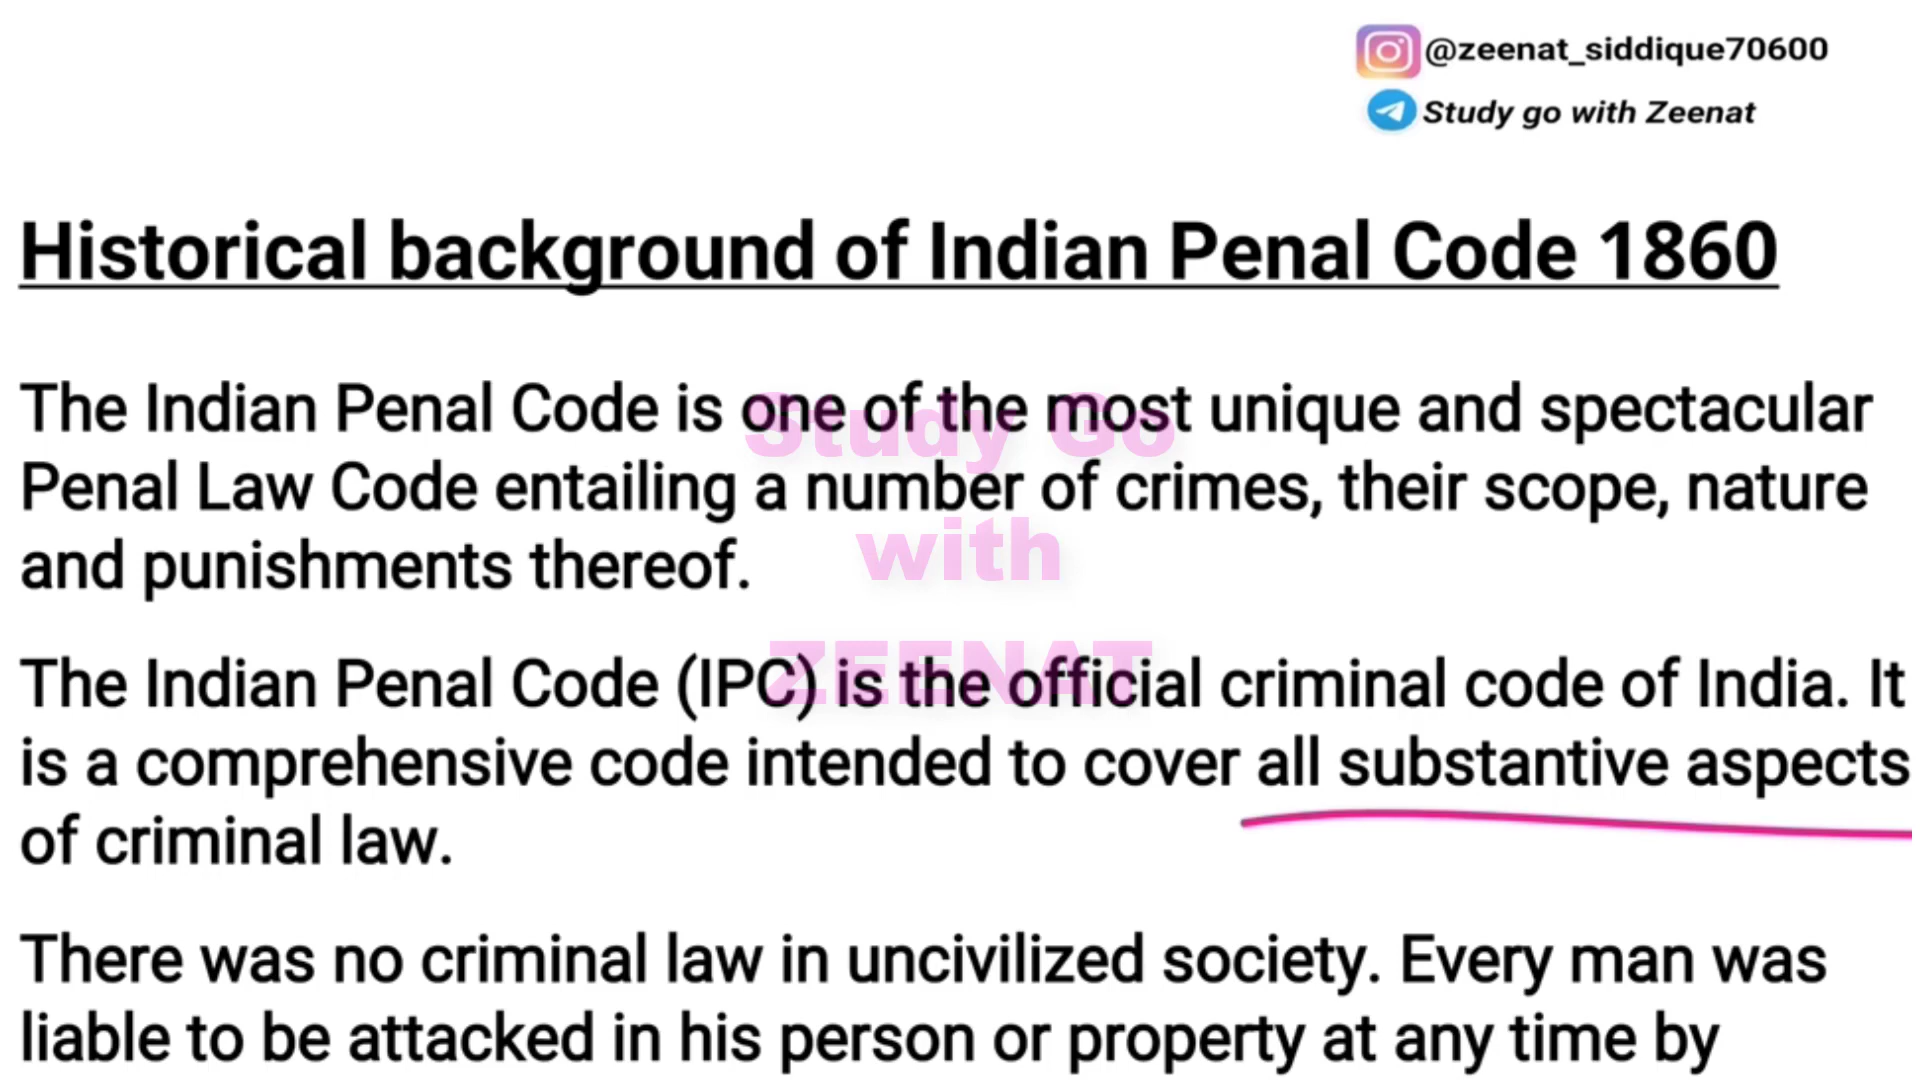 @zeenat_siddique70600
Study go with Zeenat
Historical background of Indian Penal Code 1860
The Indian Penal Code is one of the most unique and spectacular
Penal Law Code entailing a number of crimes, their scope, nature
and punishments thereof.
The Indian Penal Code (IPC) is the official criminal code of India. It
is a comprehensive code intended to cover all substantive aspects
of criminal law.
There was no criminal law in uncivilized society. Every man was
liable to be attacked in his person or property at any time by
Study Go
with
ZEENAT